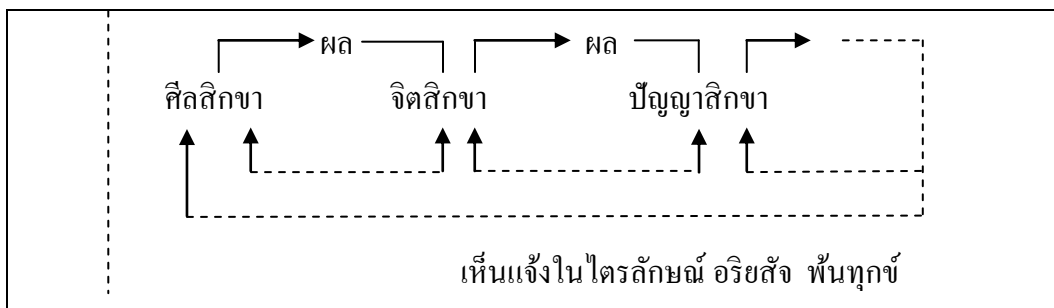 ผล ผล
ศีลสิกขา จิตสิกขา ปัญญาสิกขา
เห็นแจ้งในไตรลักษณ์ อริยสัจ พ้นทุกข์